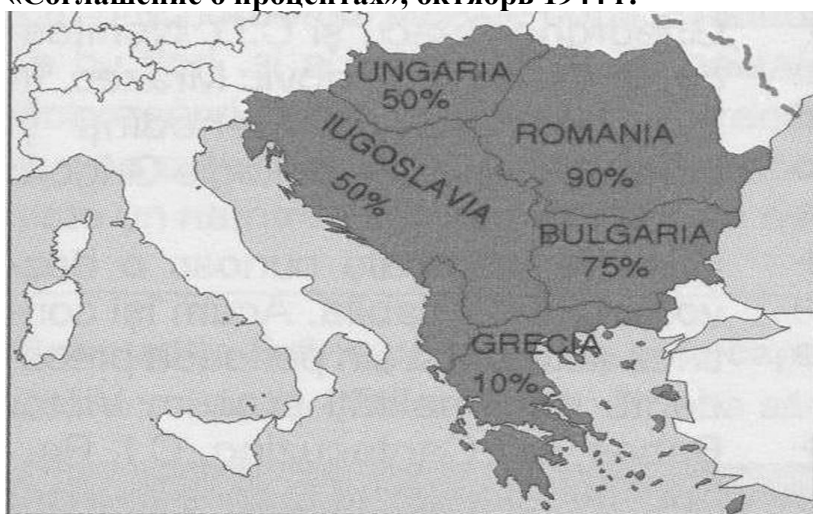 «Соглашение о процентах», октябрь 1944 г.
UNGARIA
50%
IUGOSLAVIA
50%
ROMANIA
90%
BULGARIA
75%
GRECIA
10%